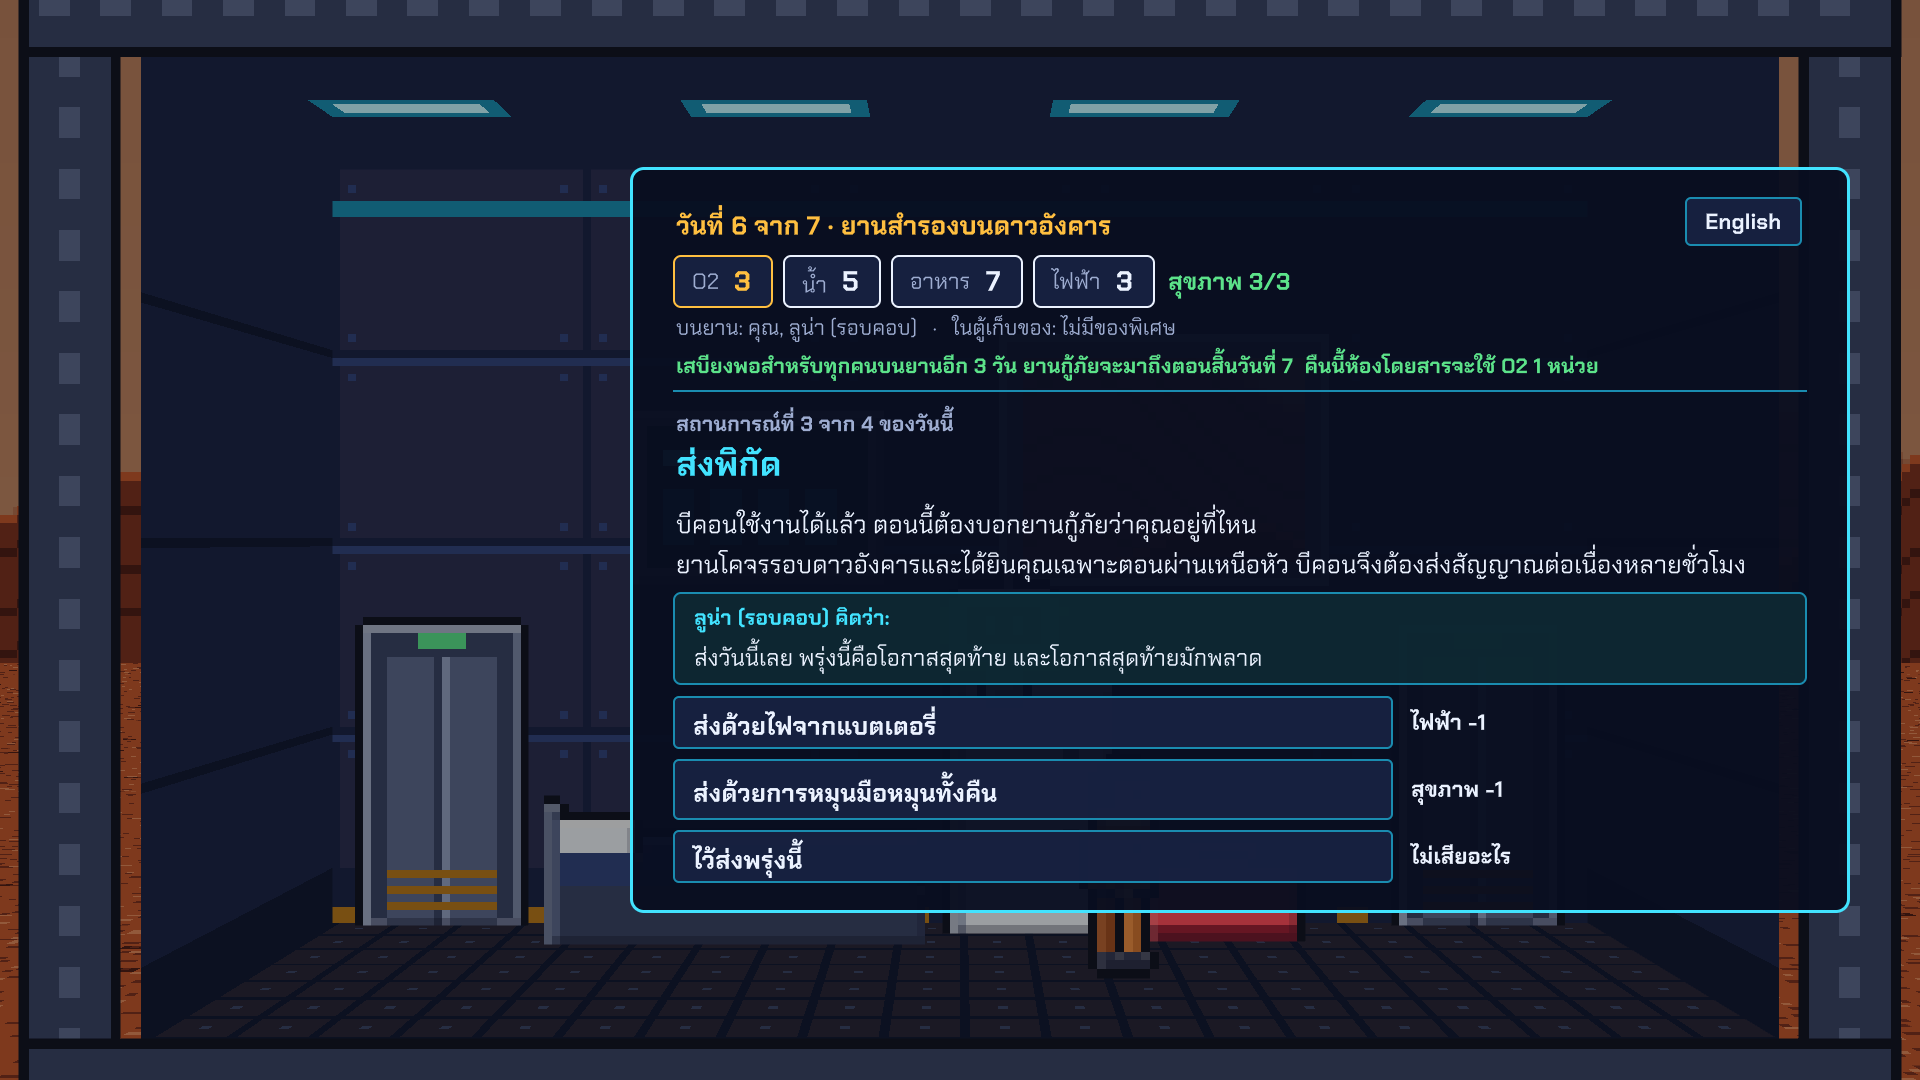 วันที่ 6 จาก 7 · ยานสำรองบนดาวอังคาร
English
O2 3 น้ำ 5 อาหาร 7 ไฟฟ้า 3 สุขภาพ 3/3
บนยาน: คุณ, ลูน่า (รอบคอบ) · ในตู้เก็บของ: ไม่มีของพิเศษ
เสบียงพอสำหรับทุกคนบนยานอีก 3 วัน ยานกู้ภัยจะมาถึงตอนสิ้นวันที่ 7 คืนนี้ห้องโดยสารจะใช้ O2 1 หน่วย
สถานการณ์ที่ 3 จาก 4 ของวันนี้
ส่งพิกัด
บีคอนใช้งานได้แล้ว ตอนนี้ต้องบอกยานกู้ภัยว่าคุณอยู่ที่ไหน
ยานโคจรรอบดาวอังคารและได้ยินคุณเฉพาะตอนผ่านเหนือหัว บีคอนจึงต้องส่งสัญญาณต่อเนื่องหลายชั่วโมง
ลูน่า (รอบคอบ) คิดว่า:
ส่งวันนี้เลย พรุ่งนี้คือโอกาสสุดท้าย และโอกาสสุดท้ายมักพลาด
ส่งด้วยไฟจากแบตเตอรี่ ไฟฟ้า -1
ส่งด้วยการหมุนมือหมุนทั้งคืน สุขภาพ -1
ไว้ส่งพรุ่งนี้ ไม่เสียอะไร